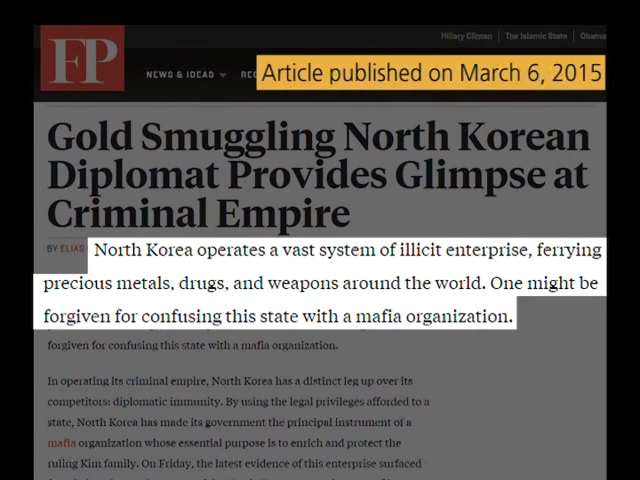 Hillary Clinton | The Islamic State | Obama
FP
NEWS & IDEAS
Article published on March 6, 2015
Gold Smuggling North Korean
Diplomat Provides Glimpse at
Criminal Empire
BY ELIAS
North Korea operates a vast system of illicit enterprise, ferrying
precious metals, drugs, and weapons around the world. One might be
forgiven for confusing this state with a mafia organization.
forgiven for confusing this state with a mafia organization.
In operating its criminal empire, North Korea has a distinct leg up over its
competitors: diplomatic immunity. By using the legal privileges afforded to a
state, North Korea has made its government the principal instrument of a
mafia organization whose essential purpose is to enrich and protect the
ruling Kim family. On Friday, the latest evidence of this enterprise surfaced